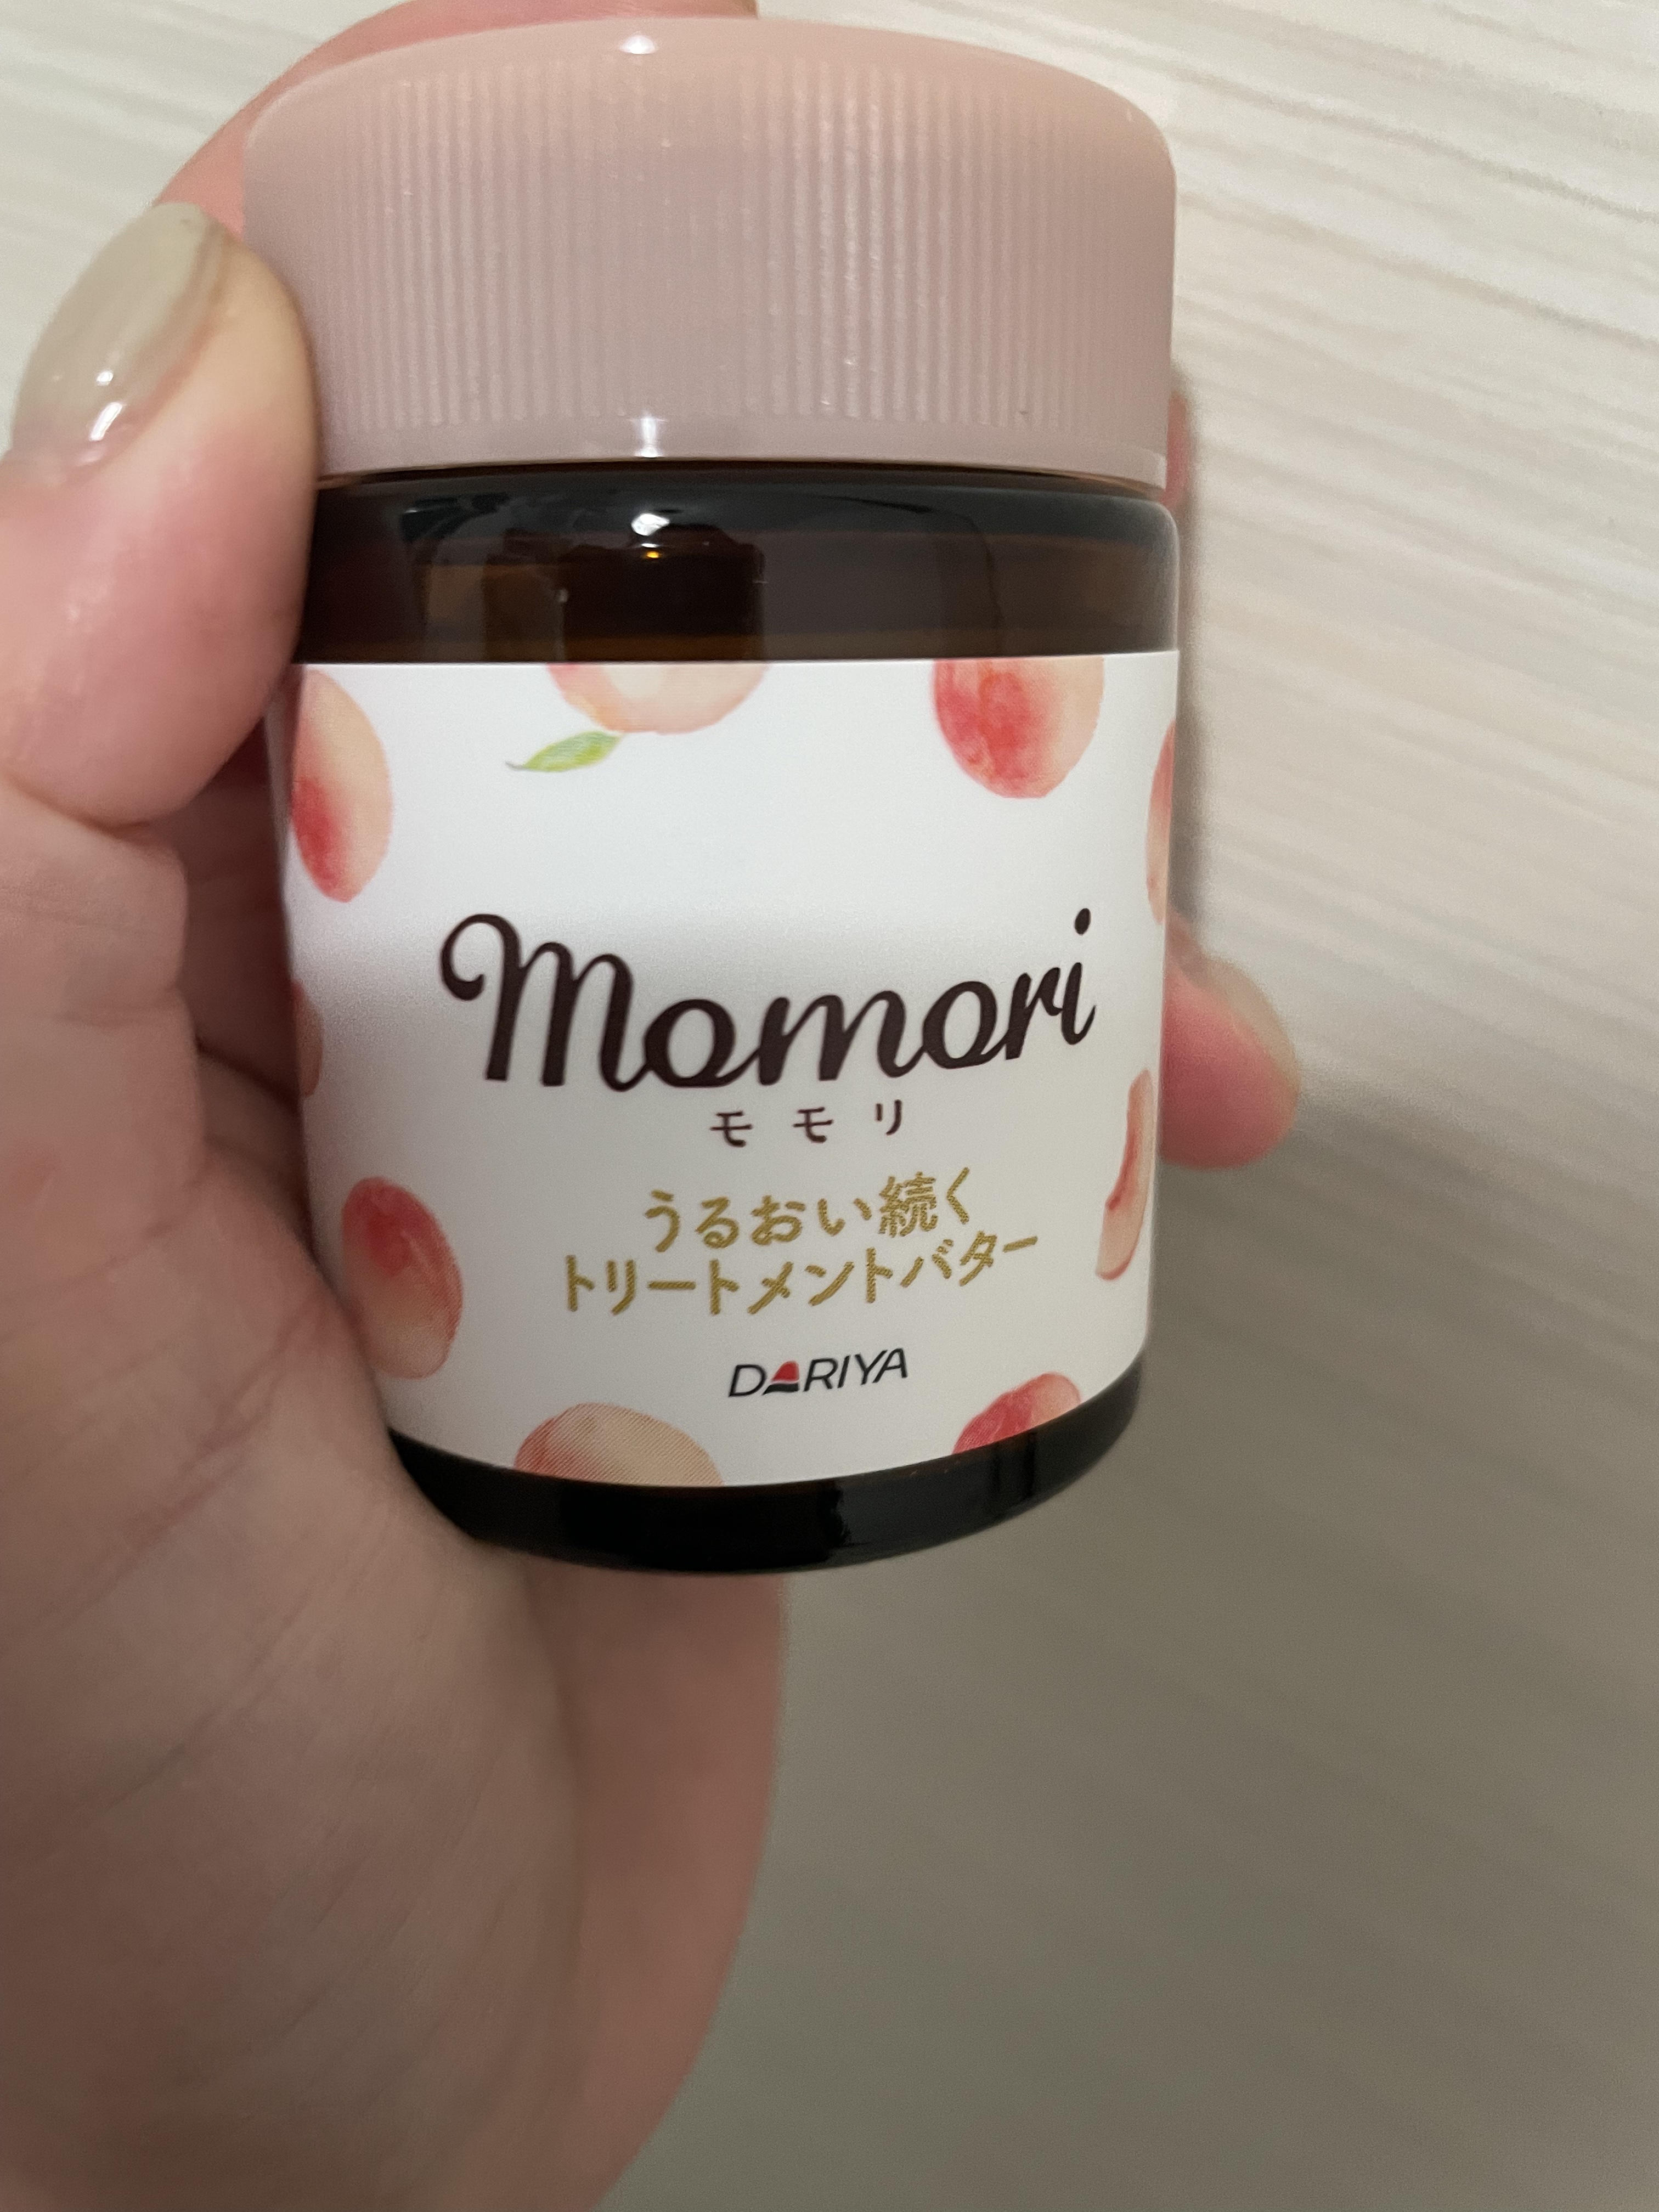 Momori
モモリ
うるおい続く
トリートメントバター
DARIYA